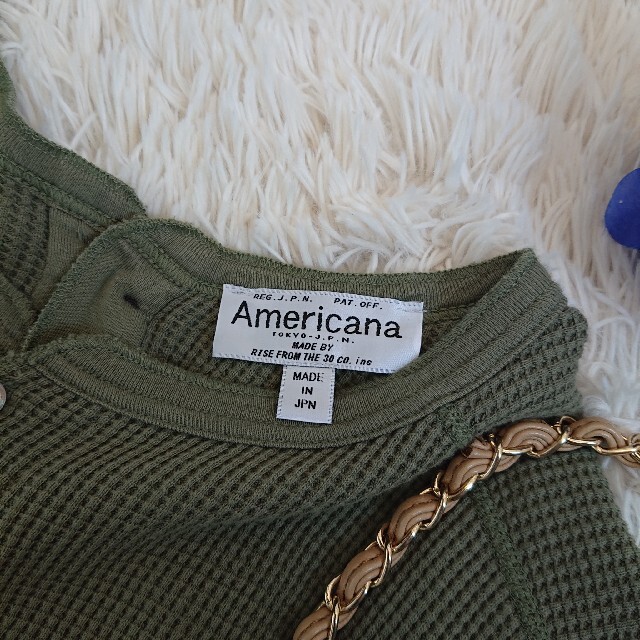 REG. J. P. N. PAT. OFF.
Americana
TOKYO-J.P.N.
MADE BY
RISE FROM THE 30 CO. inc
MADE
IN
JPN